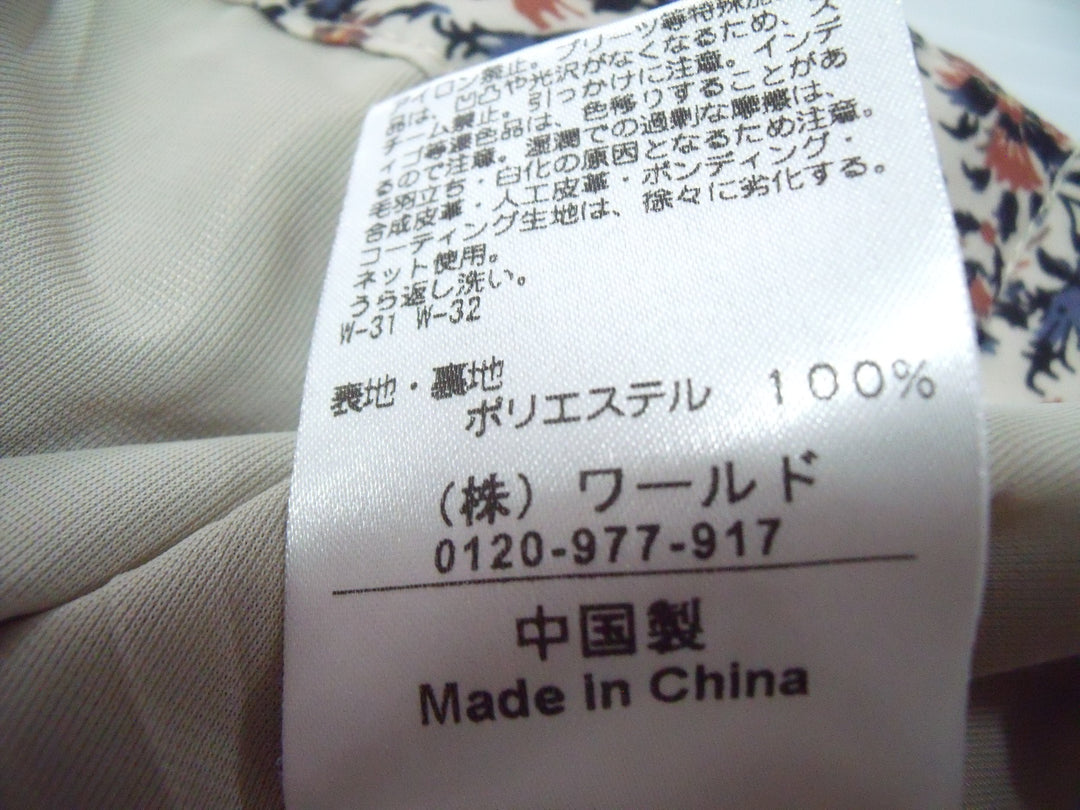 アイロン禁止。プリーツ等特殊加
品は、凹凸や光沢がなくなるため、ス
チーム禁止。引っかけに注意。インデ
ィゴ等濃色品は、色移りすることがあ
るので注意。湿潤での過剰な摩擦は、
毛羽立ち・白化の原因となるため注意。
合成皮革・人工皮革・ボンディング・
コーティング生地は、徐々に劣化する。
ネット使用。
うら返し洗い。
W-31 W-32
表地・裏地
ポリエステル 100%
(株) ワールド
0120-977-917
中国製
Made in China